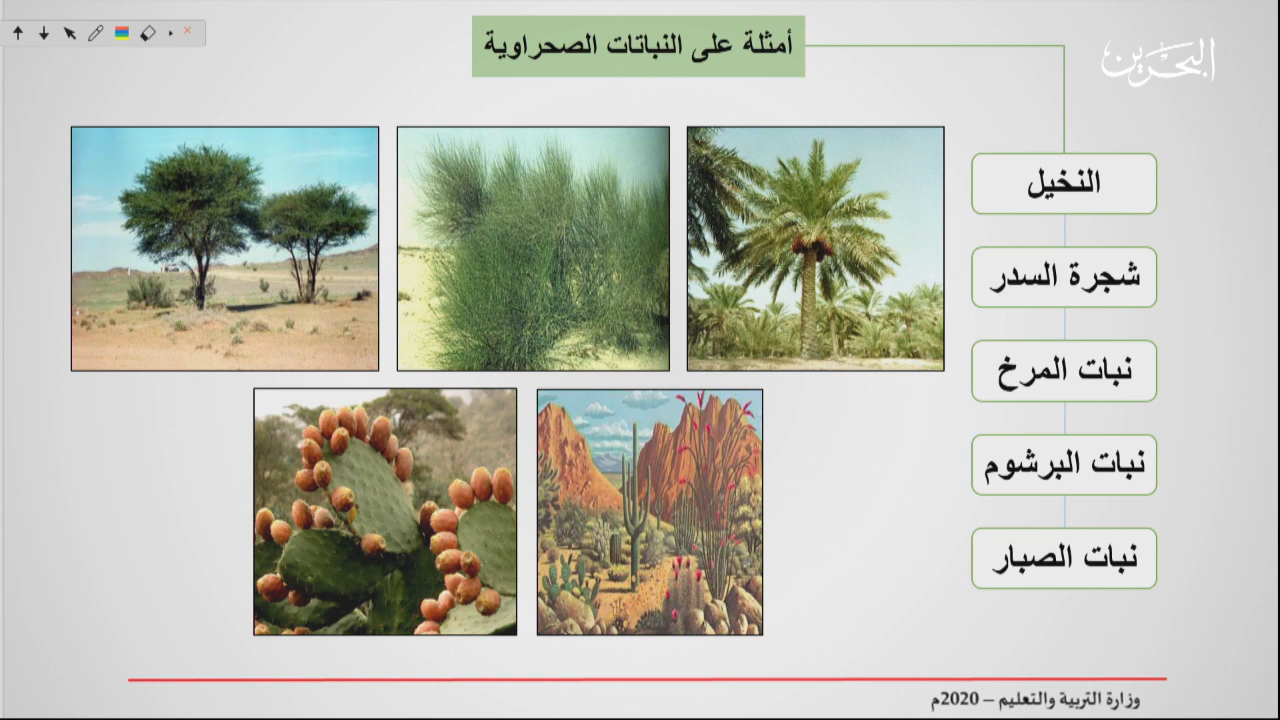 أمثلة على النباتات الصحراوية
البحرين
النخيل
شجرة السدر
نبات المرخ
نبات البرشوم
نبات الصبار
وزارة التربية والتعليم – 2020م